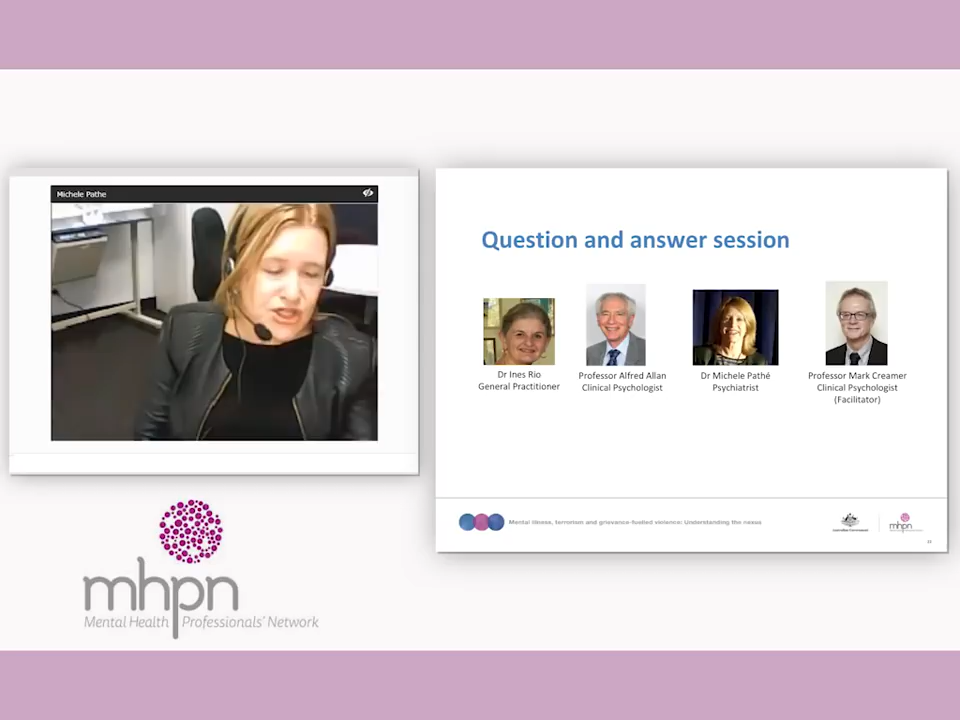 Michele Pathe
Question and answer session
Dr Ines Rio
General Practitioner
Professor Alfred Allan
Clinical Psychologist
Dr Michele Pathé
Psychiatrist
Professor Mark Creamer
Clinical Psychologist
(Facilitator)
Mental illness, terrorism and grievance-fuelled violence: Understanding the nexus
mhpn
mhpn
Mental Health Professionals' Network